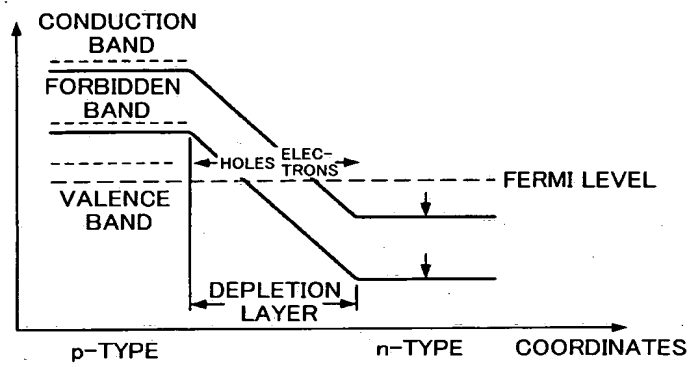 CONDUCTION
BAND
FORBIDDEN
BAND
HOLES
ELEC-
TRONS
FERMI LEVEL
VALENCE
BAND
DEPLETION
LAYER
p-TYPE
n-TYPE
COORDINATES